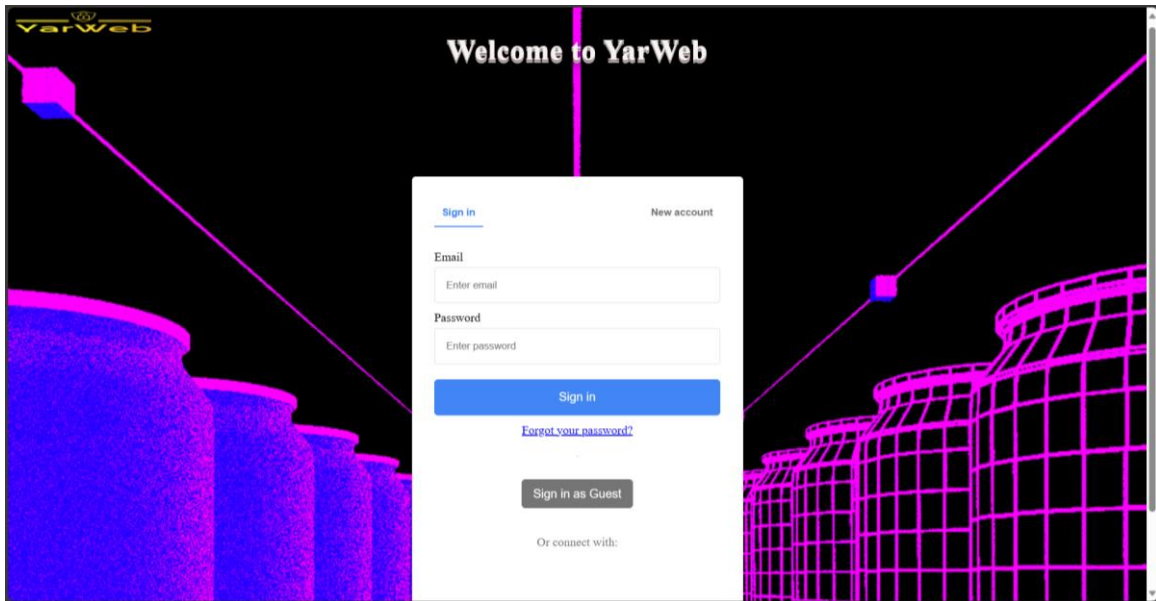 YarWeb
Welcome to YarWeb
Sign in New account
Email
Enter email
Password
Enter password
Sign in
Forgot your password?
Sign in as Guest
Or connect with: